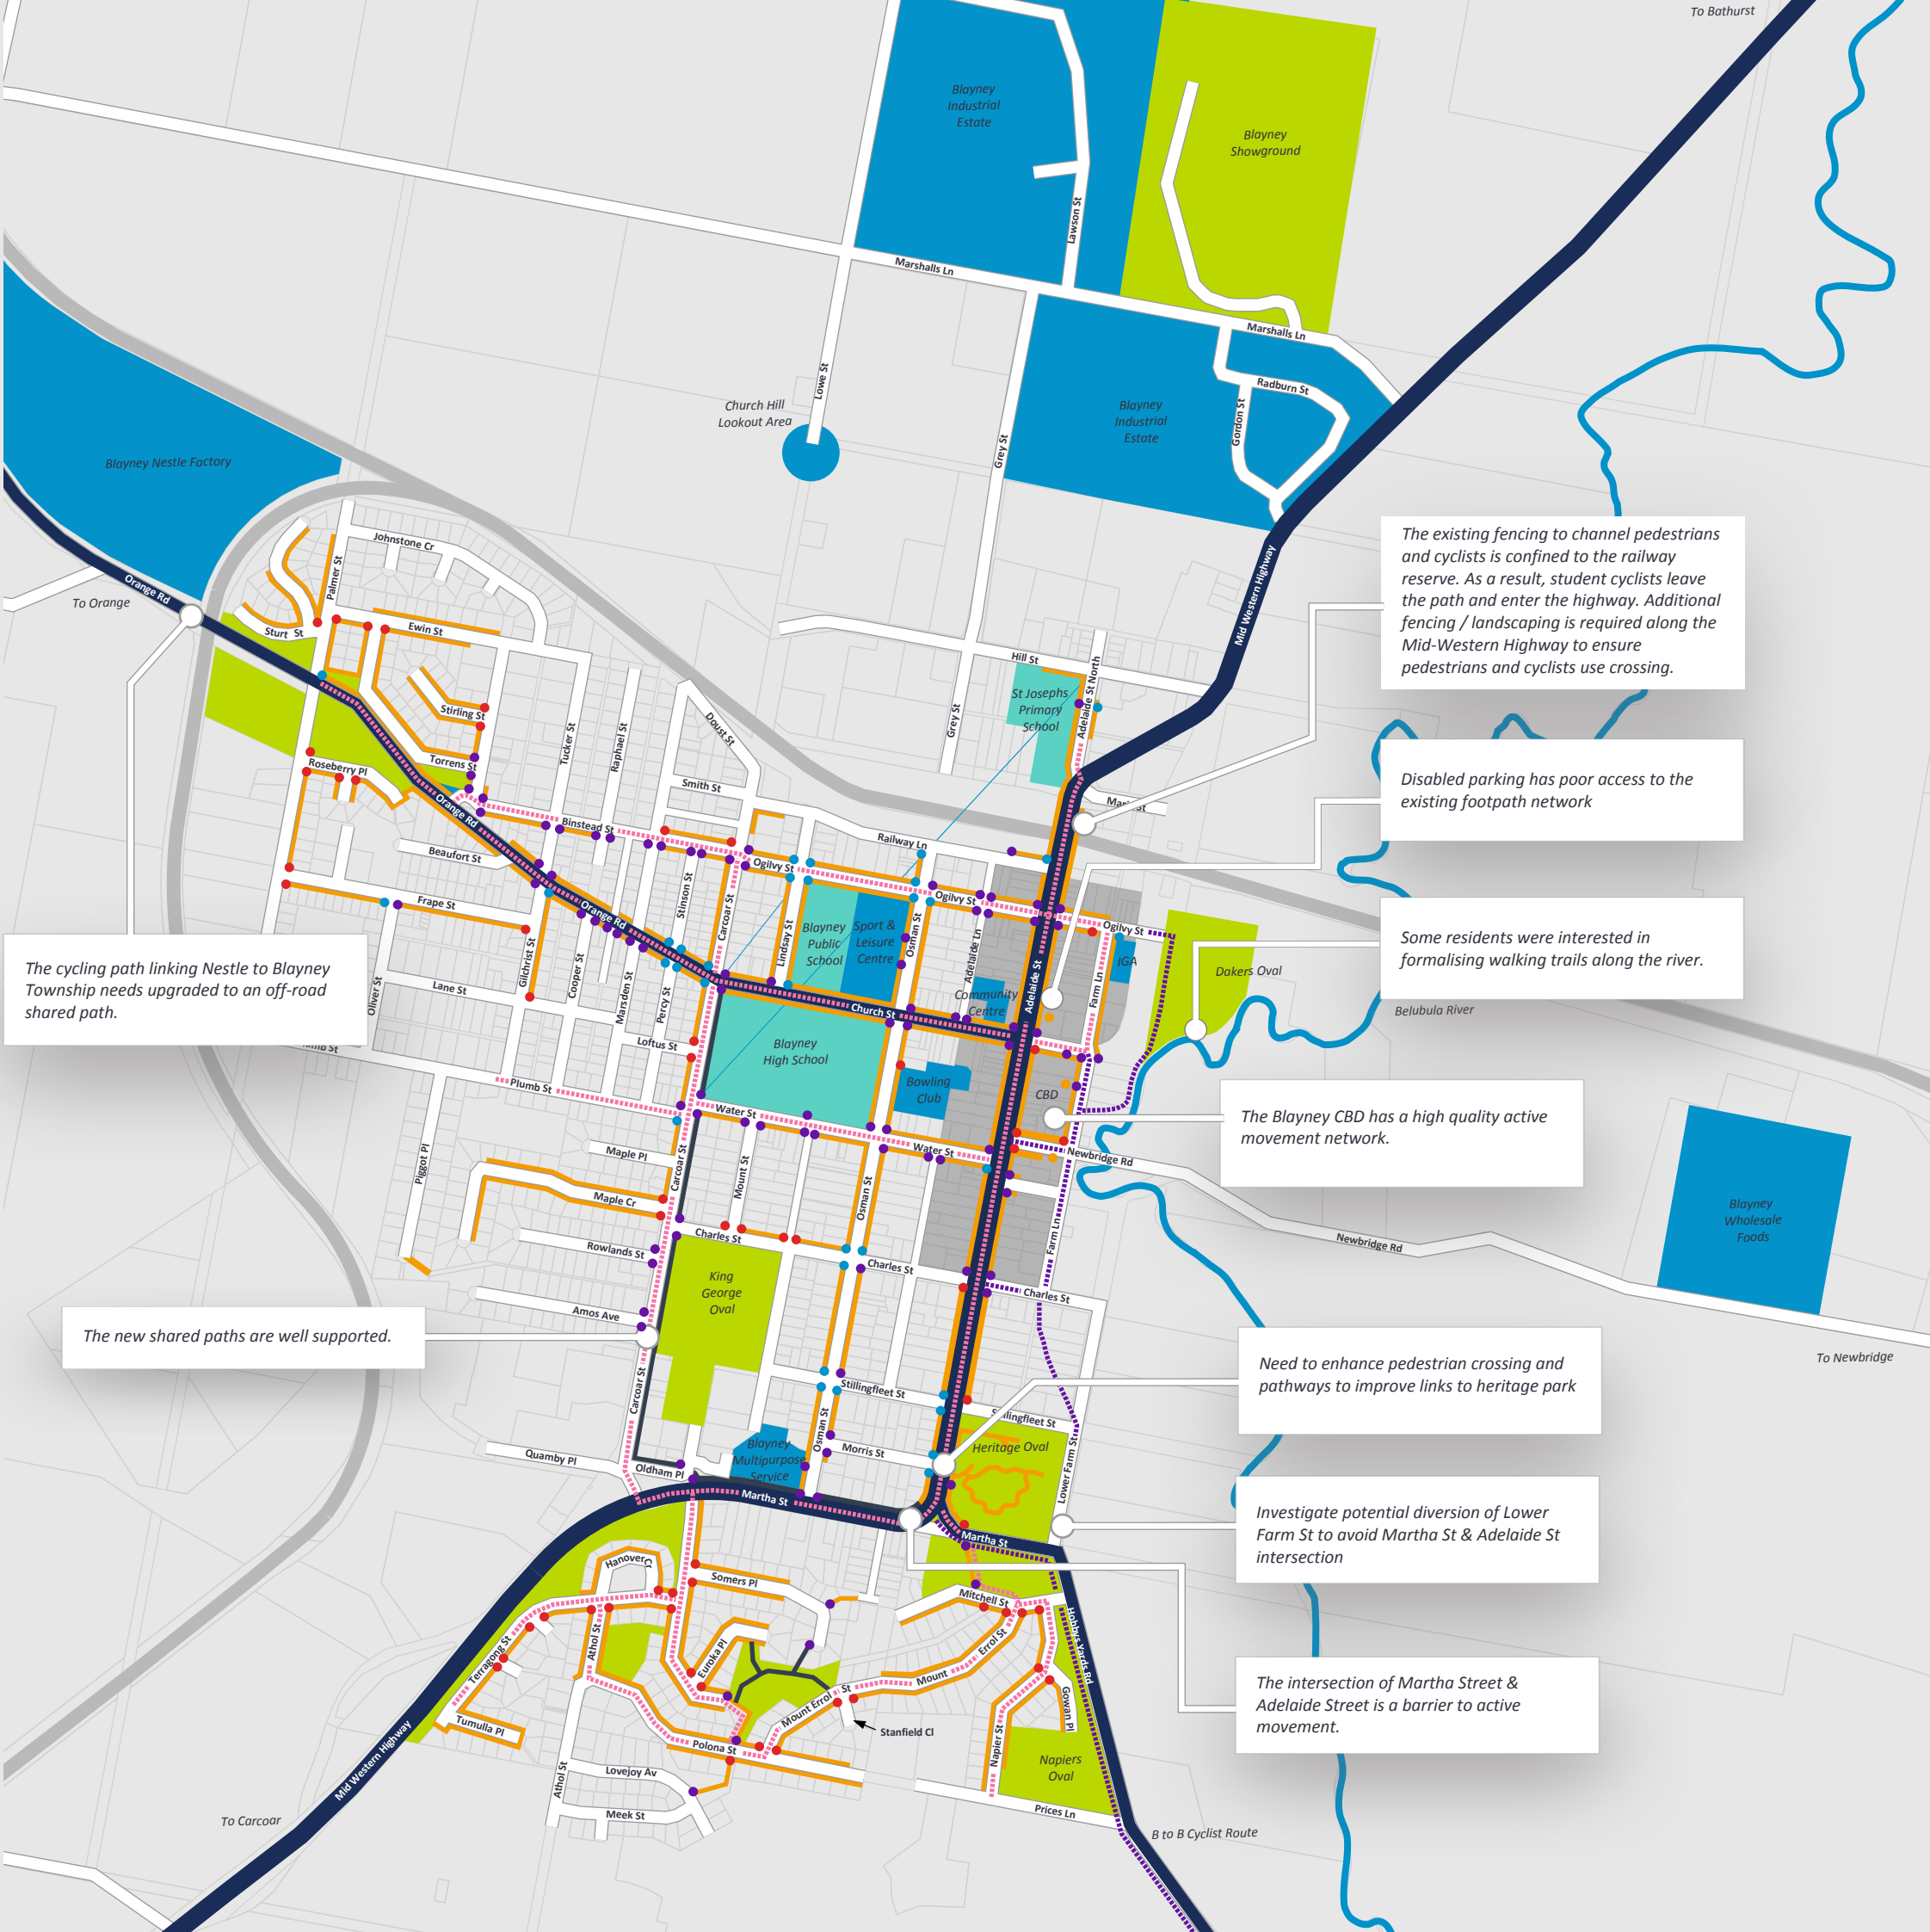 To Bathurst
Blayney
Industrial
Estate
Blayney
Showground
Lawson St
Marshalls Ln
Marshalls Ln
Lowe St
Church Hill
Lookout Area
Radburn St
Gordon St
Blayney
Industrial
Estate
Grey St
Blayney Nestle Factory
Orange Rd
To Orange
Johnstone Cr
Palmer St
Sturt St
Ewin St
Mid Western Highway
The existing fencing to channel pedestrians
and cyclists is confined to the railway
reserve. As a result, student cyclists leave
the path and enter the highway. Additional
fencing / landscaping is required along the
Mid-Western Highway to ensure
pedestrians and cyclists use crossing.
Hill St
St Josephs
Primary
School
Adelaide St North
Grey St
Stirling St
Tucker St
Raphael St
Doust St
Torrens St
Roseberry Pl
Smith St
Orange Rd
Binstead St
Railway Ln
Disabled parking has poor access to the
existing footpath network
Beaufort St
Ogilvy St
Frape St
Orange Rd
Stinson St
Carcoar St
Lindsay St
Blayney
Public
School
Sport &
Leisure
Centre
Osman St
Ogilvy St
Ogilvy St
Adelaide Ln
IGA
Dakers Oval
Some residents were interested in
formalising walking trails along the river.
Belubula River
The cycling path linking Nestle to Blayney
Township needs upgraded to an off-road
shared path.
Gilchrist St
Cooper St
Marsden St
Percy St
Oliver St
Lane St
Community
Centre
Adelaide St
Farm Ln
Church St
Loftus St
Blayney
High School
Plumb St
Bowling
Club
CBD
The Blayney CBD has a high quality active
movement network.
Water St
Water St
Newbridge Rd
Piggot Pl
Maple Pl
Carcoar St
Mount St
Maple Cr
Osman St
Farm Ln
Newbridge Rd
Blayney
Wholesale
Foods
Charles St
Rowlands St
Charles St
Charles St
King
George
Oval
Amos Ave
The new shared paths are well supported.
Need to enhance pedestrian crossing and
pathways to improve links to heritage park
To Newbridge
Carcoar St
Stillingfleet St
Osman St
Morris St
Heritage Oval
Quamby Pl
Oldham Pl
Blayney
Multipurpose
Service
Martha St
Lower Farm St
Martha St
Investigate potential diversion of Lower
Farm St to avoid Martha St & Adelaide St
intersection
Somers Pl
Mitchell St
Hobbys Yards Rd
Athol St
Terragong St
Euroka Pl
Mount Errol St
Mount Errol St
The intersection of Martha Street &
Adelaide Street is a barrier to active
movement.
Tumulla Pl
Stanfield Cl
Gowan Pl
Napier St
Polona St
Napiers
Oval
Mid Western Highway
Lovejoy Av
Athol St
Meek St
Prices Ln
To Carcoar
B to B Cyclist Route